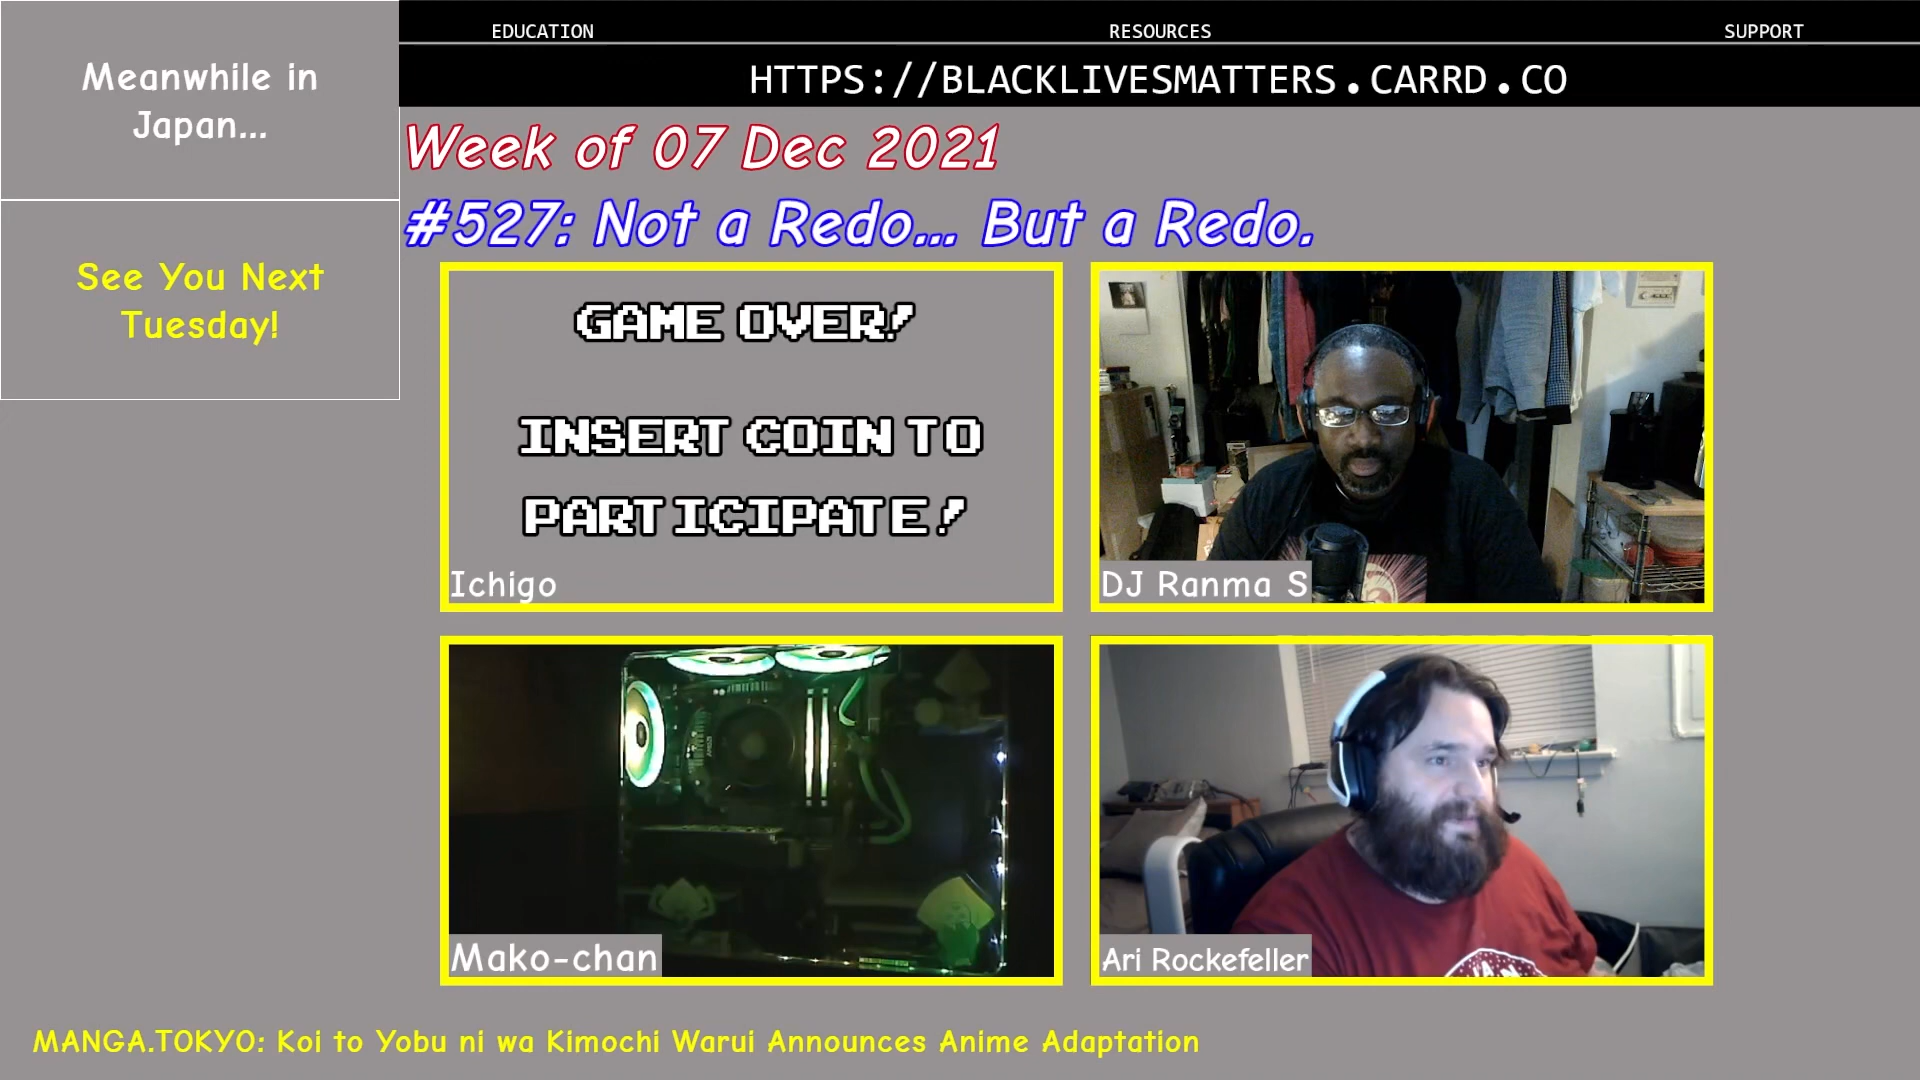 Meanwhile in
Japan...
See You Next
Tuesday!
EDUCATION
RESOURCES
SUPPORT
HTTPS://BLACKLIVESMATTERS.CARRD.CO
Week of 07 Dec 2021
#527: Not a Redo... But a Redo.
GAME OVER!
INSERT COIN TO
PARTICIPATE!
Ichigo
DJ Ranma S
Mako-chan
Ari Rockefeller
MANGA.TOKYO: Koi to Yobu ni wa Kimochi Warui Announces Anime Adaptation